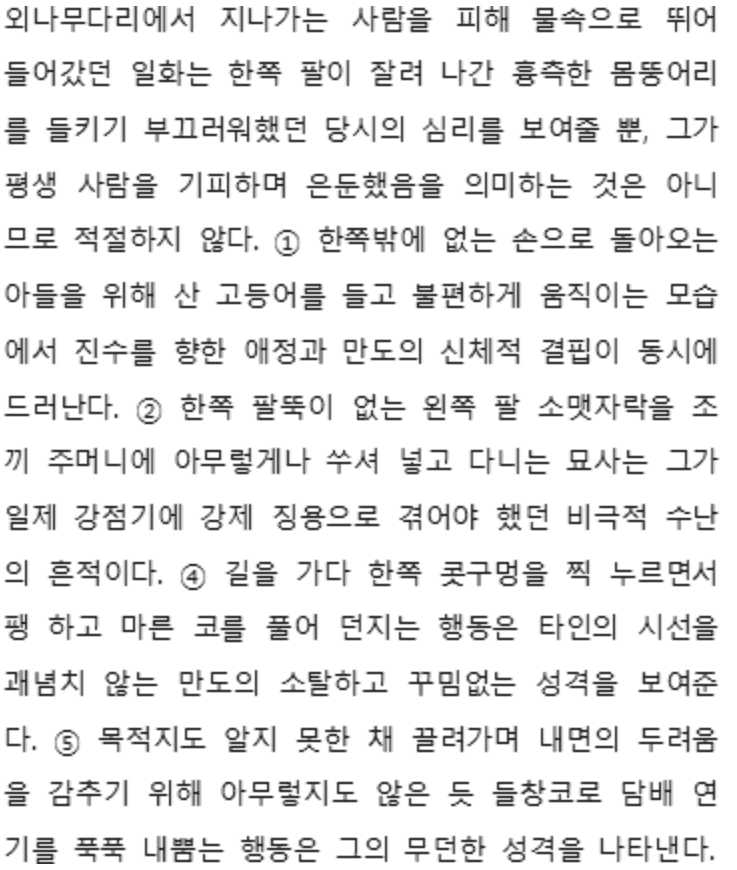 외나무다리에서 지나가는 사람을 피해 물속으로 뛰어
들어갔던 일화는 한쪽 팔이 잘려 나간 흉측한 몸뚱어리
를 들키기 부끄러워했던 당시의 심리를 보여줄 뿐, 그가
평생 사람을 기피하며 은둔했음을 의미하는 것은 아니
므로 적절하지 않다. ① 한쪽밖에 없는 손으로 돌아오는
아들을 위해 산 고등어를 들고 불편하게 움직이는 모습
에서 진수를 향한 애정과 만도의 신체적 결핍이 동시에
드러난다. ② 한쪽 팔뚝이 없는 왼쪽 팔 소맷자락을 조
끼 주머니에 아무렇게나 쑤셔 넣고 다니는 묘사는 그가
일제 강점기에 강제 징용으로 겪어야 했던 비극적 수난
의 흔적이다. ④ 길을 가다 한쪽 콧구멍을 찍 누르면서
팽 하고 마른 코를 풀어 던지는 행동은 타인의 시선을
괘념치 않는 만도의 소탈하고 꾸밈없는 성격을 보여준
다. ⑤ 목적지도 알지 못한 채 끌려가며 내면의 두려움
을 감추기 위해 아무렇지도 않은 듯 들창코로 담배 연
기를 푹푹 내뿜는 행동은 그의 무던한 성격을 나타낸다.